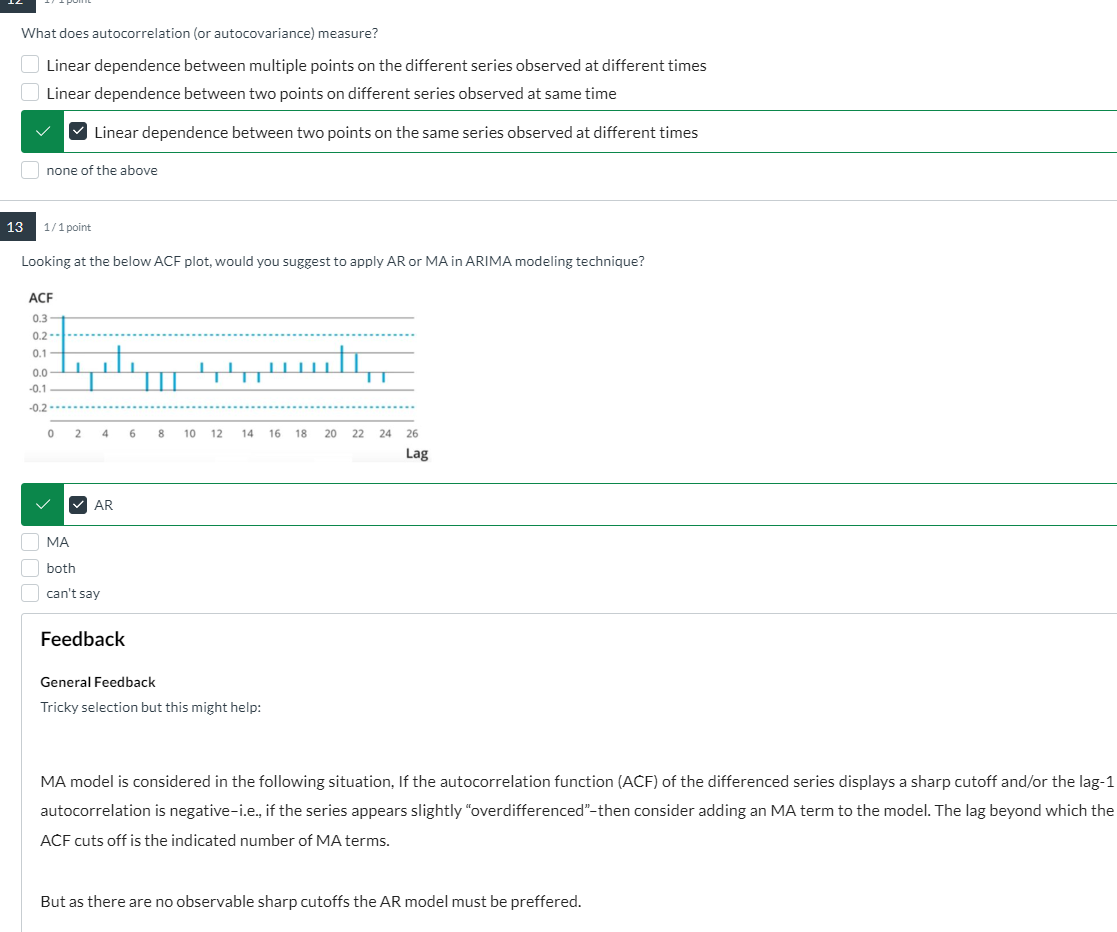 12 1 / 1 point
What does autocorrelation (or autocovariance) measure?
Linear dependence between multiple points on the different series observed at different times
Linear dependence between two points on different series observed at same time
Linear dependence between two points on the same series observed at different times
none of the above
13 1 / 1 point
Looking at the below ACF plot, would you suggest to apply AR or MA in ARIMA modeling technique?
ACF
0.3
0.2
0.1
0.0
-0.1
-0.2
0 2 4 6 8 10 12 14 16 18 20 22 24 26
Lag
AR
MA
both
can't say
Feedback
General Feedback
Tricky selection but this might help:
MA model is considered in the following situation, If the autocorrelation function (ACF) of the differenced series displays a sharp cutoff and/or the lag-1
autocorrelation is negative–i.e., if the series appears slightly “overdifferenced”–then consider adding an MA term to the model. The lag beyond which the
ACF cuts off is the indicated number of MA terms.
But as there are no observable sharp cutoffs the AR model must be preffered.